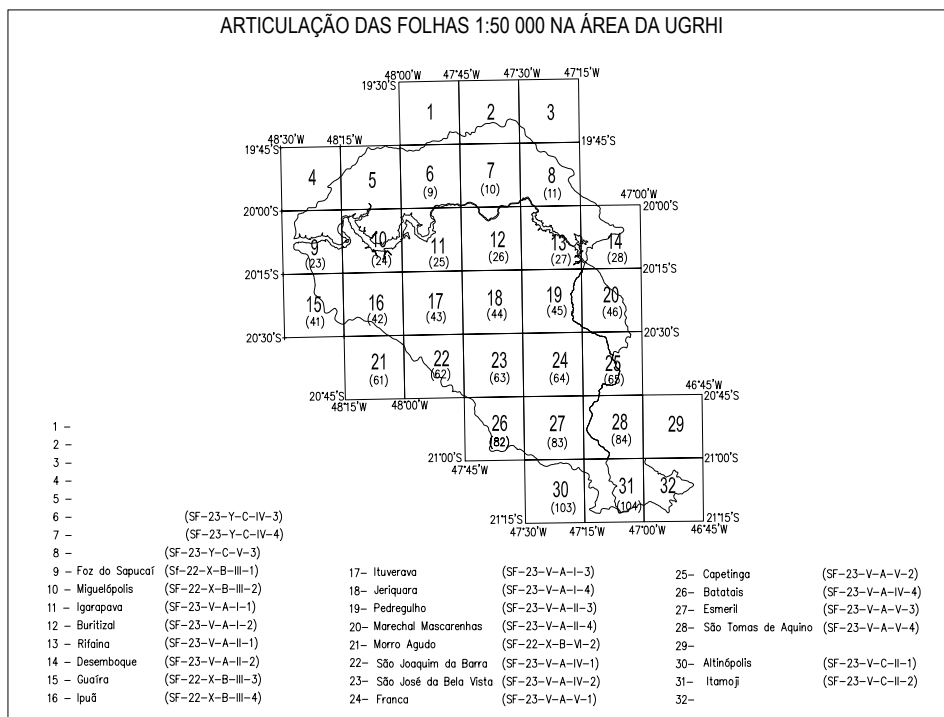 ARTICULAÇÃO DAS FOLHAS 1:50 000 NA ÁREA DA UGRHI
48°00'W 47°45'W 47°30'W 47°15'W
19°30'S
1 2 3
48°30'W 48°15'W
19°45'S 19°45'S
4 5 6 7 8
(9) (10) (11)
47°00'W
20°00'S 20°00'S
9 10 11 12 13 14
(23) (24) (25) (26) (27) (28)
20°15'S 20°15'S
15 16 17 18 19 20
(41) (42) (43) (44) (45) (46)
20°30'S 20°30'S
21 22 23 24 25
(61) (62) (63) (64) (65)
46°45'W
20°45'S 20°45'S
48°15'W 48°00'W
26 27 28 29
(82) (83) (84)
21°00'S 21°00'S
47°45'W
30 31 32
(103) (104)
21°15'S 21°15'S
47°30'W 47°15'W 47°00'W 46°45'W
1 -
2 -
3 -
4 -
5 -
6 - (SF-23-Y-C-IV-3)
7 - (SF-23-Y-C-IV-4)
8 - (SF-23-Y-C-V-3)
9 - Foz do Sapucaí (Sf-22-X-B-III-1)
10 - Miguelópolis (SF-22-X-B-III-2)
11 - Igarapava (SF-23-V-A-I-1)
12 - Buritizal (SF-23-V-A-I-2)
13 - Rifaina (SF-23-V-A-II-1)
14 - Desemboque (SF-23-V-A-II-2)
15 - Guaíra (SF-22-X-B-III-3)
16 - Ipuã (SF-22-X-B-III-4)
17- Ituverava (SF-23-V-A-I-3)
18- Jeriquara (SF-23-V-A-I-4)
19- Pedregulho (SF-23-V-A-II-3)
20- Marechal Mascarenhas (SF-23-V-A-II-4)
21- Morro Agudo (SF-22-X-B-VI-2)
22- São Joaquim da Barra (SF-23-V-A-IV-1)
23- São José da Bela Vista (SF-23-V-A-IV-2)
24- Franca (SF-23-V-A-V-1)
25- Capetinga (SF-23-V-A-V-2)
26- Batatais (SF-23-V-A-IV-4)
27- Esmeril (SF-23-V-A-V-3)
28- São Tomas de Aquino (SF-23-V-A-V-4)
29-
30- Altinópolis (SF-23-V-C-II-1)
31- Itamoji (SF-23-V-C-II-2)
32-